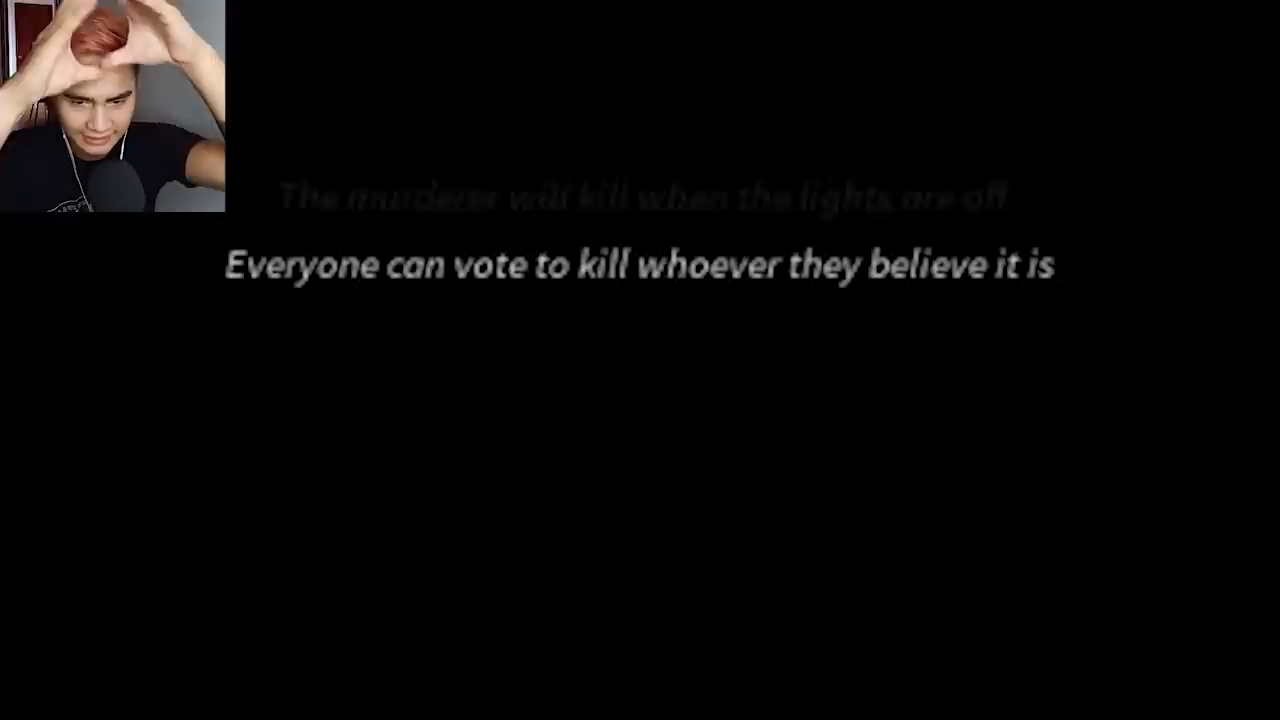 The murderer will kill when the lights are off
Everyone can vote to kill whoever they believe it is